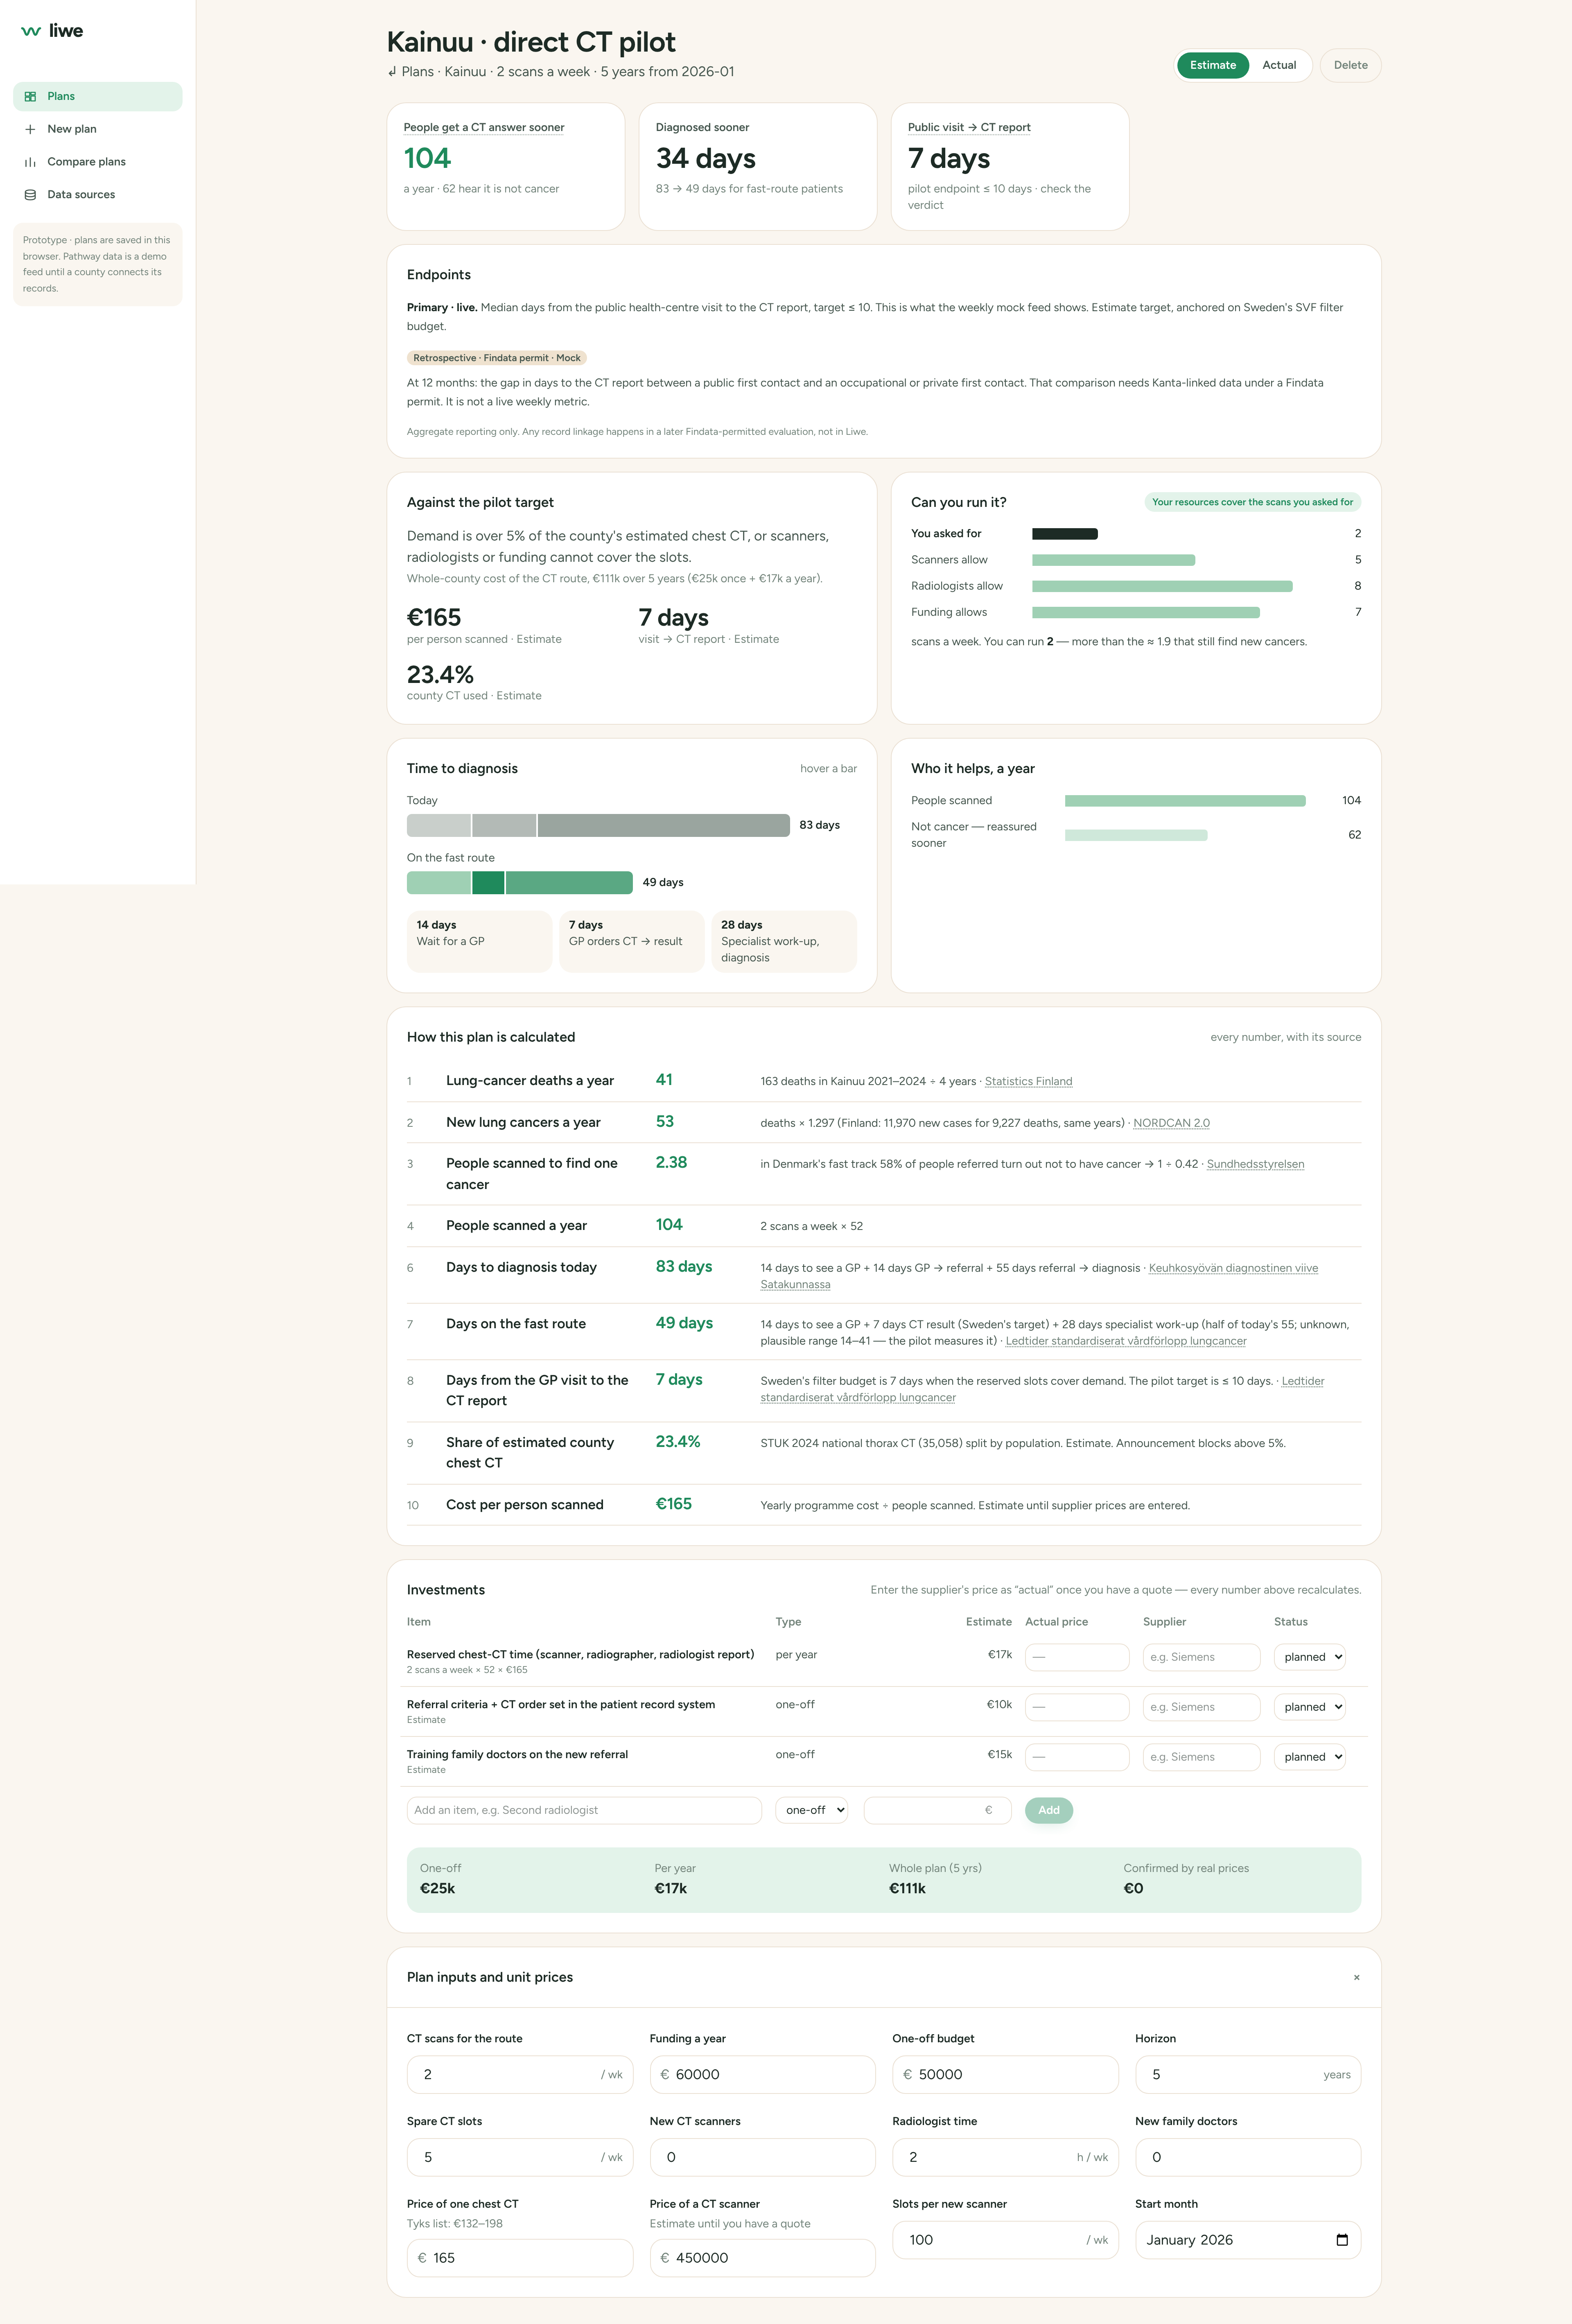 liwe
Plans
New plan
Compare plans
Data sources
Prototype · plans are saved in this
browser. Pathway data is a demo
feed until a county connects its
records.
Kainuu · direct CT pilot
↲ Plans · Kainuu · 2 scans a week · 5 years from 2026-01
Estimate
Actual
Delete
People get a CT answer sooner
104
a year · 62 hear it is not cancer
Diagnosed sooner
34 days
83 → 49 days for fast-route patients
Public visit → CT report
7 days
pilot endpoint ≤ 10 days · check the
verdict
Endpoints
Primary · live. Median days from the public health-centre visit to the CT report, target ≤ 10. This is what the weekly mock feed shows. Estimate target, anchored on Sweden's SVF filter
budget.
Retrospective · Findata permit · Mock
At 12 months: the gap in days to the CT report between a public first contact and an occupational or private first contact. That comparison needs Kanta-linked data under a Findata
permit. It is not a live weekly metric.
Aggregate reporting only. Any record linkage happens in a later Findata-permitted evaluation, not in Liwe.
Against the pilot target
Demand is over 5% of the county's estimated chest CT, or scanners,
radiologists or funding cannot cover the slots.
Whole-county cost of the CT route, €111k over 5 years (€25k once + €17k a year).
€165
per person scanned · Estimate
7 days
visit → CT report · Estimate
23.4%
county CT used · Estimate
Can you run it?
Your resources cover the scans you asked for
You asked for 2
Scanners allow 5
Radiologists allow 8
Funding allows 7
scans a week. You can run 2 — more than the ≈ 1.9 that still find new cancers.
Time to diagnosis
hover a bar
Today
83 days
On the fast route
49 days
14 days
Wait for a GP
7 days
GP orders CT → result
28 days
Specialist work-up,
diagnosis
Who it helps, a year
People scanned 104
Not cancer — reassured
sooner
62
How this plan is calculated
every number, with its source
1 Lung-cancer deaths a year 41 163 deaths in Kainuu 2021–2024 ÷ 4 years · Statistics Finland
2 New lung cancers a year 53 deaths × 1.297 (Finland: 11,970 new cases for 9,227 deaths, same years) · NORDCAN 2.0
3 People scanned to find one
cancer
2.38 in Denmark's fast track 58% of people referred turn out not to have cancer → 1 ÷ 0.42 · Sundhedsstyrelsen
4 People scanned a year 104 2 scans a week × 52
6 Days to diagnosis today 83 days 14 days to see a GP + 14 days GP → referral + 55 days referral → diagnosis · Keuhkosyövän diagnostinen viive
Satakunnassa
7 Days on the fast route 49 days 14 days to see a GP + 7 days CT result (Sweden's target) + 28 days specialist work-up (half of today's 55; unknown,
plausible range 14–41 — the pilot measures it) · Ledtider standardiserat vårdförlopp lungcancer
8 Days from the GP visit to the
CT report
7 days Sweden's filter budget is 7 days when the reserved slots cover demand. The pilot target is ≤ 10 days. · Ledtider
standardiserat vårdförlopp lungcancer
9 Share of estimated county
chest CT
23.4% STUK 2024 national thorax CT (35,058) split by population. Estimate. Announcement blocks above 5%.
10 Cost per person scanned €165 Yearly programme cost ÷ people scanned. Estimate until supplier prices are entered.
Investments
Enter the supplier's price as "actual" once you have a quote — every number above recalculates.
Item Type Estimate Actual price Supplier Status
Reserved chest-CT time (scanner, radiographer, radiologist report) per year €17k — e.g. Siemens planned
2 scans a week × 52 × €165
Referral criteria + CT order set in the patient record system one-off €10k — e.g. Siemens planned
Estimate
Training family doctors on the new referral one-off €15k — e.g. Siemens planned
Estimate
Add an item, e.g. Second radiologist one-off € Add
One-off
€25k
Per year
€17k
Whole plan (5 yrs)
€111k
Confirmed by real prices
€0
Plan inputs and unit prices
×
CT scans for the route
2 / wk
Funding a year
€ 60000
One-off budget
€ 50000
Horizon
5 years
Spare CT slots
5 / wk
New CT scanners
0
Radiologist time
2 h / wk
New family doctors
0
Price of one chest CT
Tyks list: €132–198
€ 165
Price of a CT scanner
Estimate until you have a quote
€ 450000
Slots per new scanner
100 / wk
Start month
January 2026